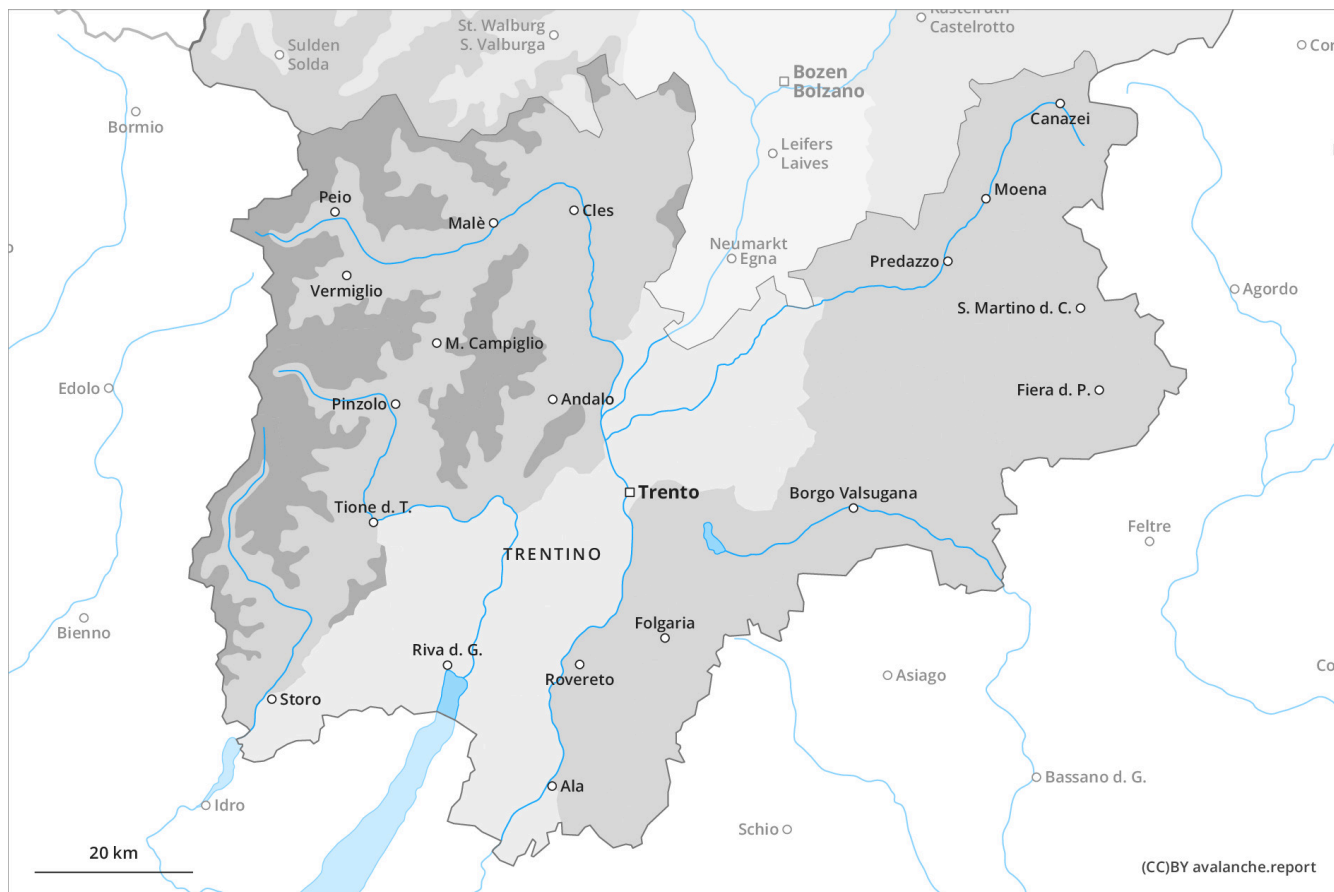 St. Walburg
S. Valburga
Castelrotto
Sulden
Solda
Bozen
Bolzano
Bormio
Canazei
Leifers
Laives
Peio
Moena
Malè
Cles
Neumarkt
Egna
Predazzo
Vermiglio
Agordo
S. Martino d. C.
M. Campiglio
Edolo
Pinzolo
Andalo
Fiera d. P.
Trento
Borgo Valsugana
Tione d. T.
Feltre
TRENTINO
Bienno
Folgaria
Riva d. G.
Rovereto
Asiago
Co
Storo
Bassano d. G.
Ala
Idro
Schio
20 km
(CC)BY avalanche.report